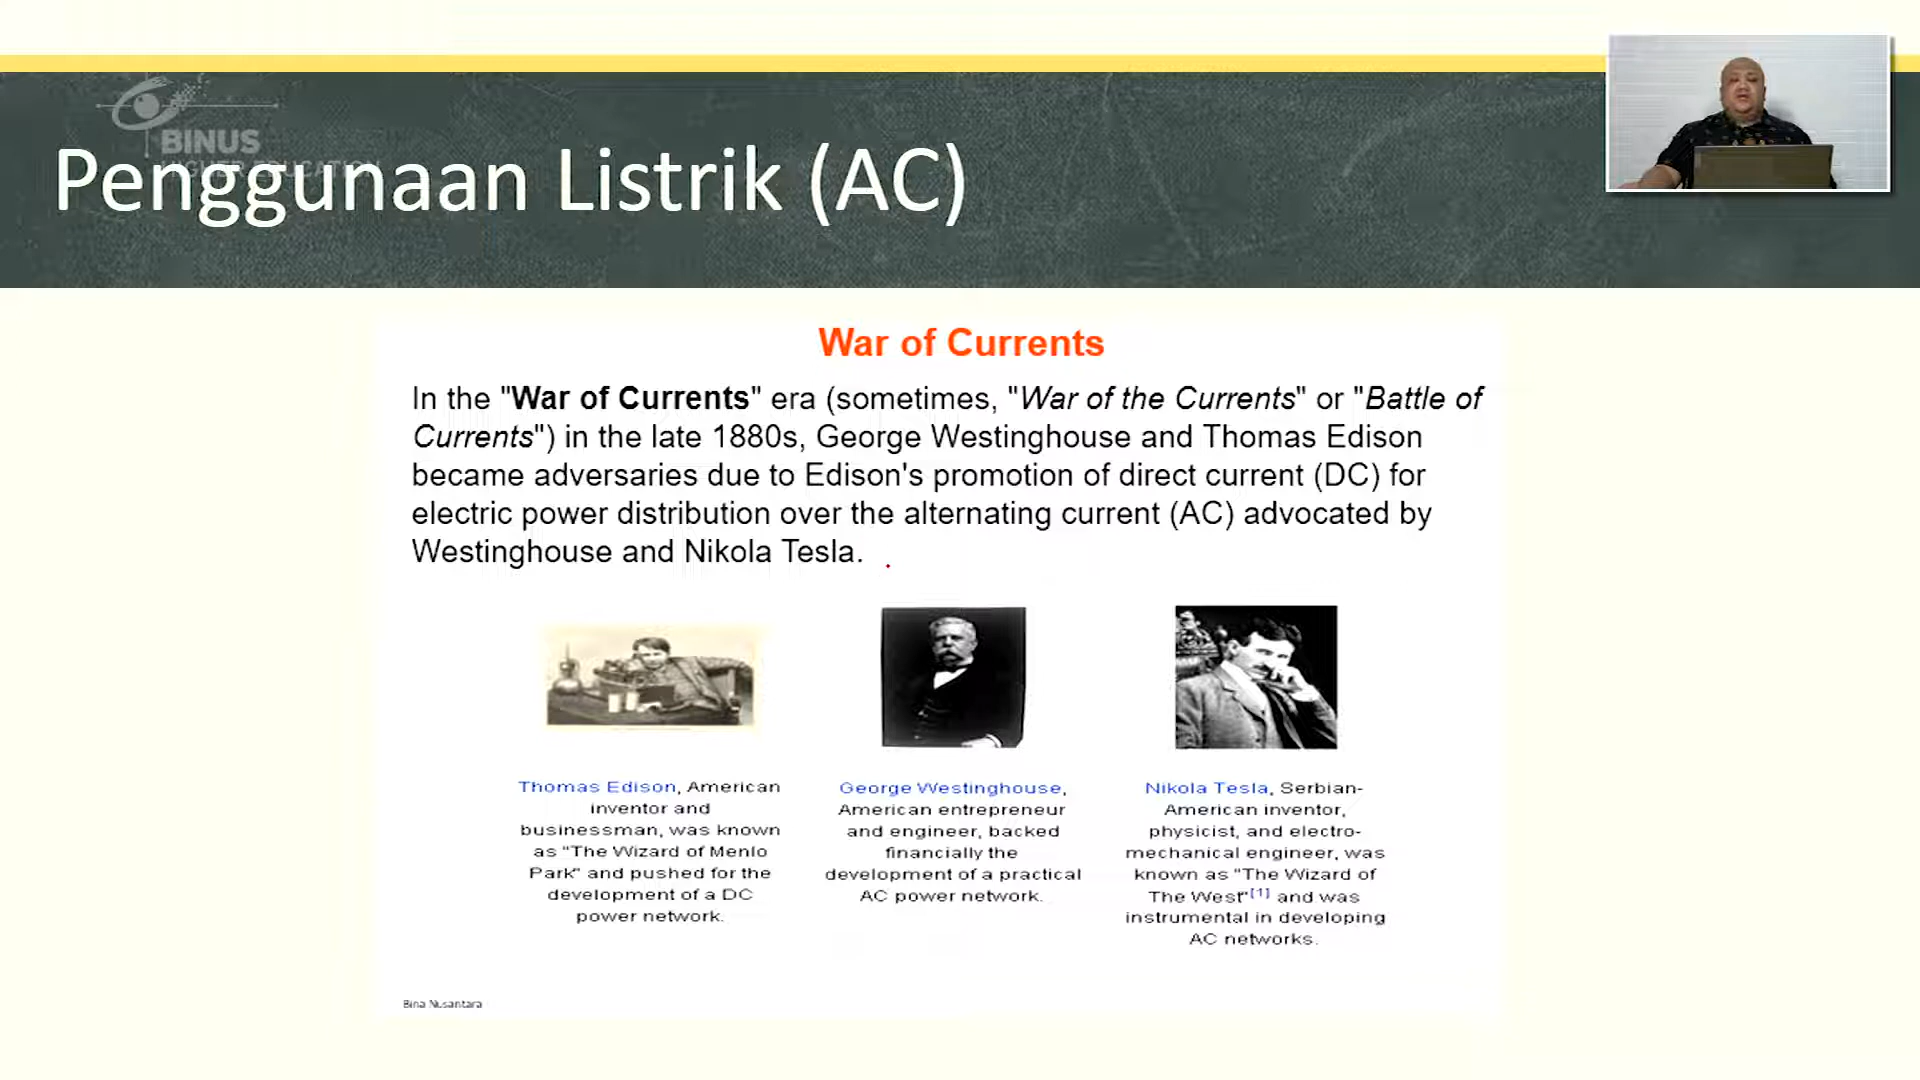 BINUS
HIGHER EDUCATION
Penggunaan Listrik (AC)
War of Currents
In the "War of Currents" era (sometimes, "War of the Currents" or "Battle of
Currents") in the late 1880s, George Westinghouse and Thomas Edison
became adversaries due to Edison's promotion of direct current (DC) for
electric power distribution over the alternating current (AC) advocated by
Westinghouse and Nikola Tesla.
Thomas Edison, American
inventor and
businessman, was known
as "The Wizard of Menlo
Park" and pushed for the
development of a DC
power network.
George Westinghouse,
American entrepreneur
and engineer, backed
financially the
development of a practical
AC power network.
Nikola Tesla, Serbian-
American inventor,
physicist, and electro-
mechanical engineer, was
known as "The Wizard of
The West"[1] and was
instrumental in developing
AC networks.
Bina Nusantara